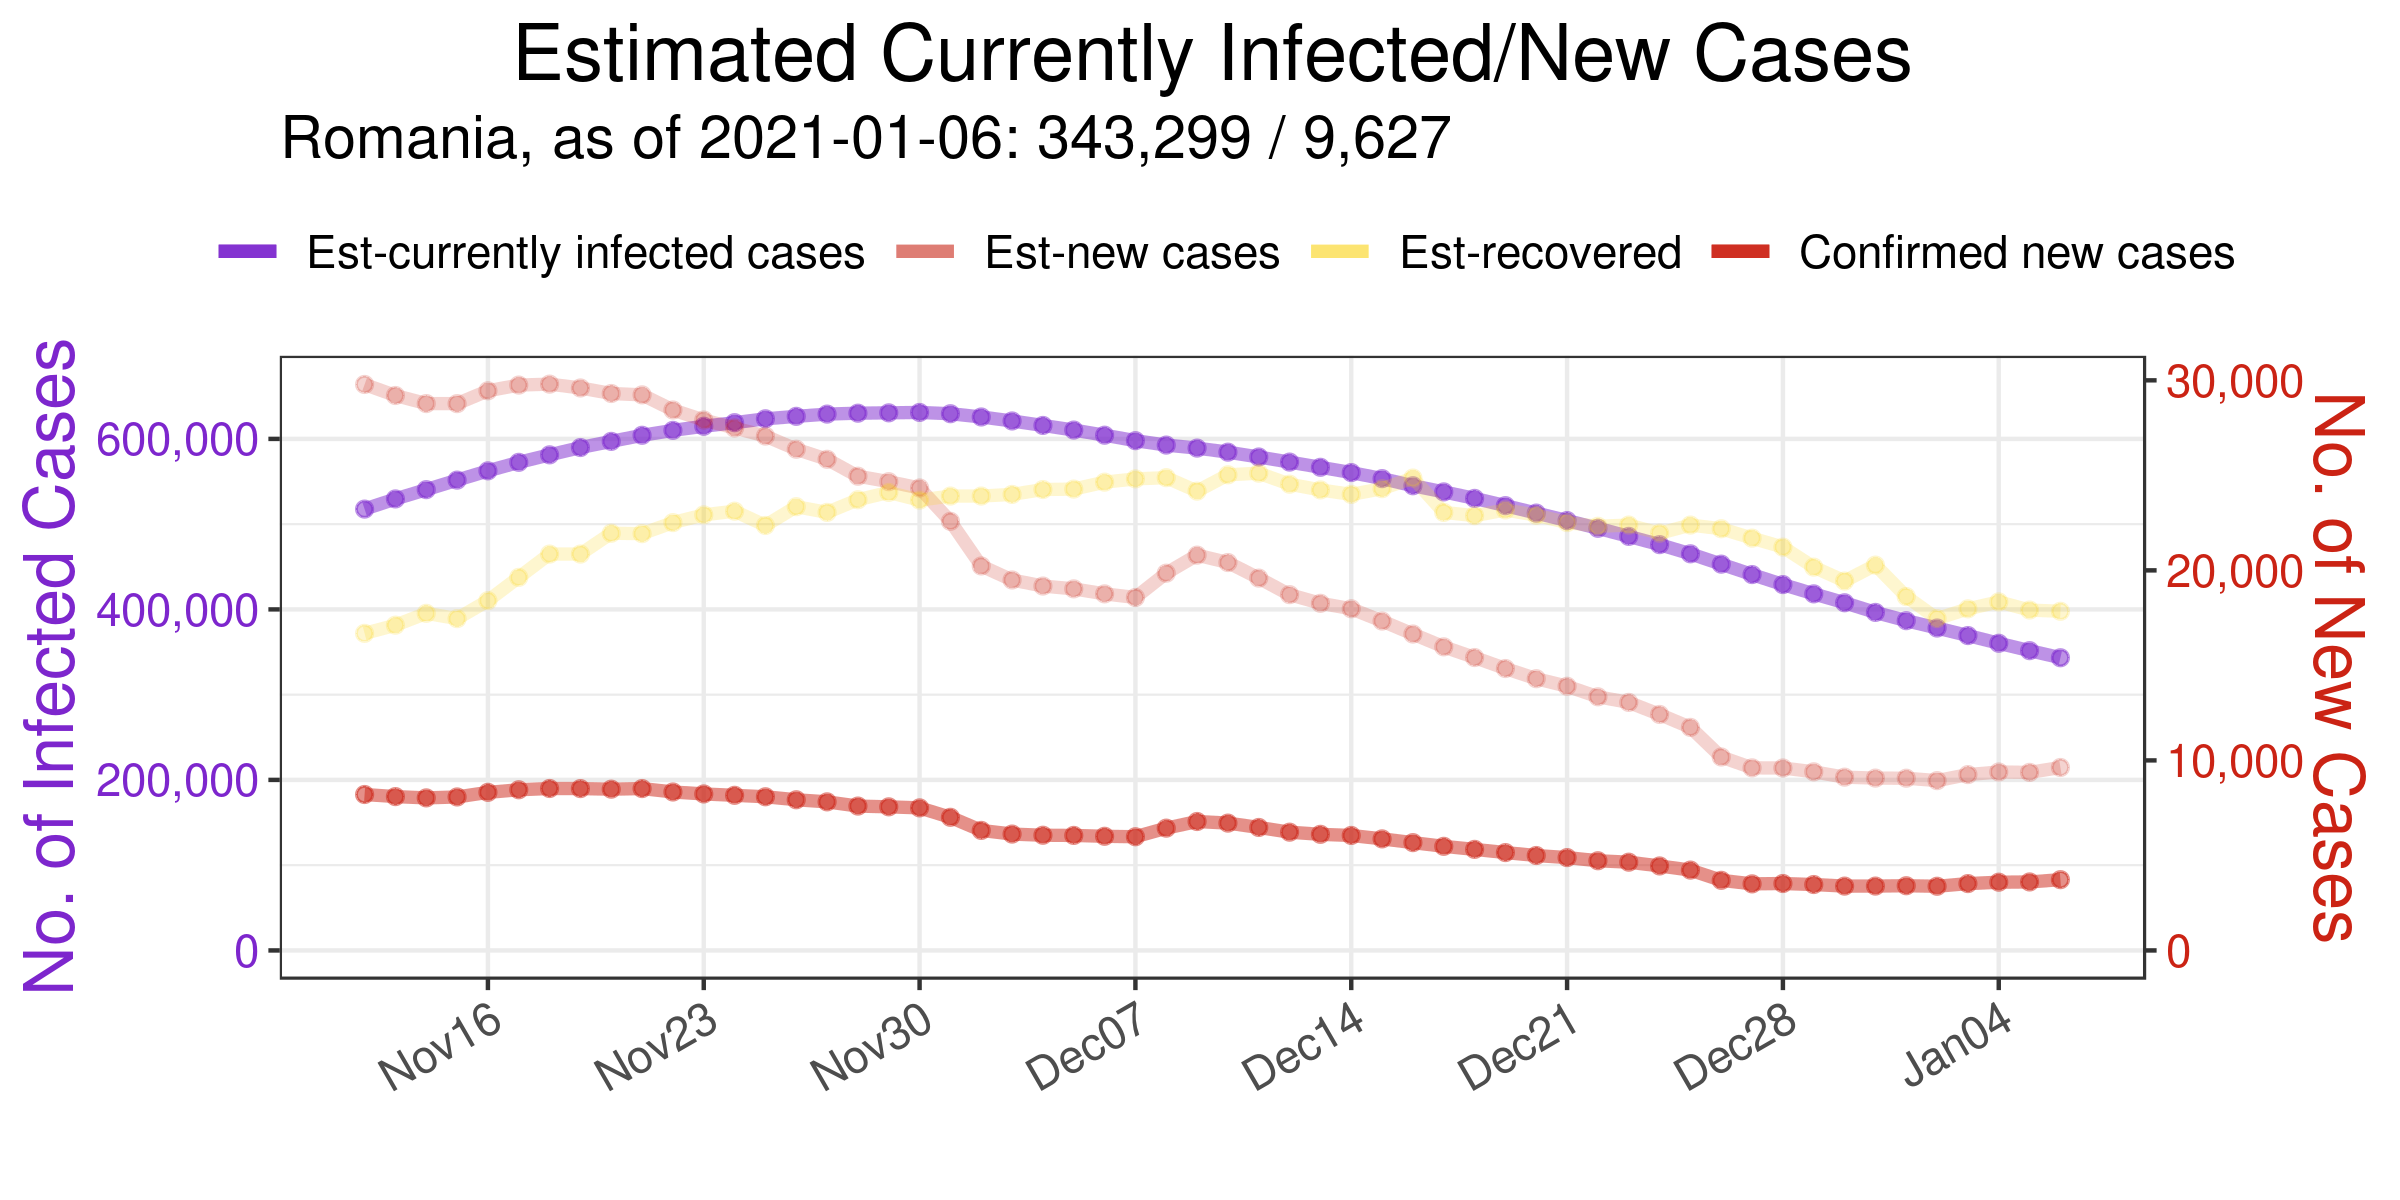 Estimated Currently Infected/New Cases
Romania, as of 2021-01-06: 343,299 / 9,627
Est-currently infected cases Est-new cases Est-recovered Confirmed new cases
No. of Infected Cases
600,000
400,000
200,000
0
30,000
20,000
10,000
0
No. of New Cases
Nov16 Nov23 Nov30 Dec07 Dec14 Dec21 Dec28 Jan04